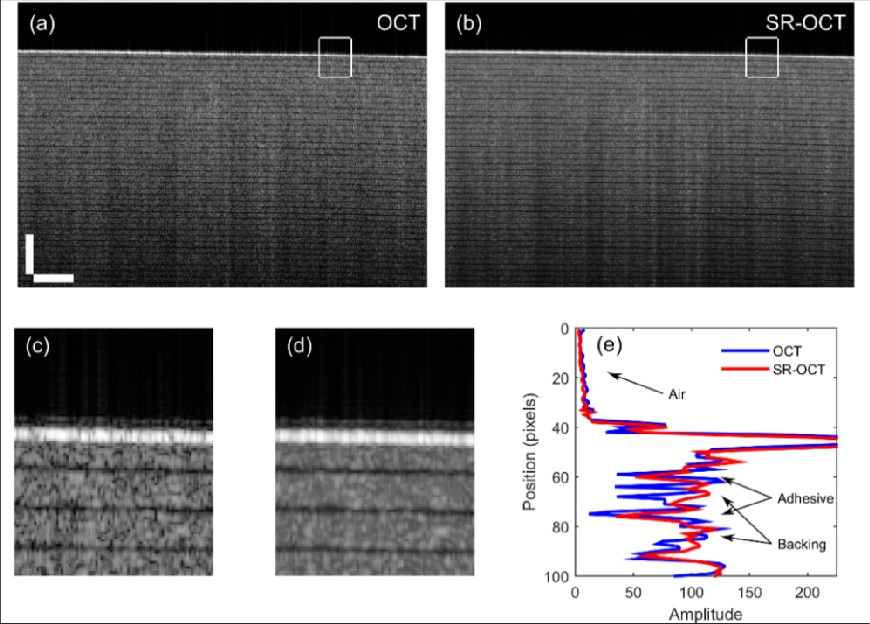 (a) OCT
(b) SR-OCT
(c)
(d)
(e)
OCT
SR-OCT
Air
Adhesive
Backing
0
20
40
60
80
100
Position (pixels)
0 50 100 150 200
Amplitude